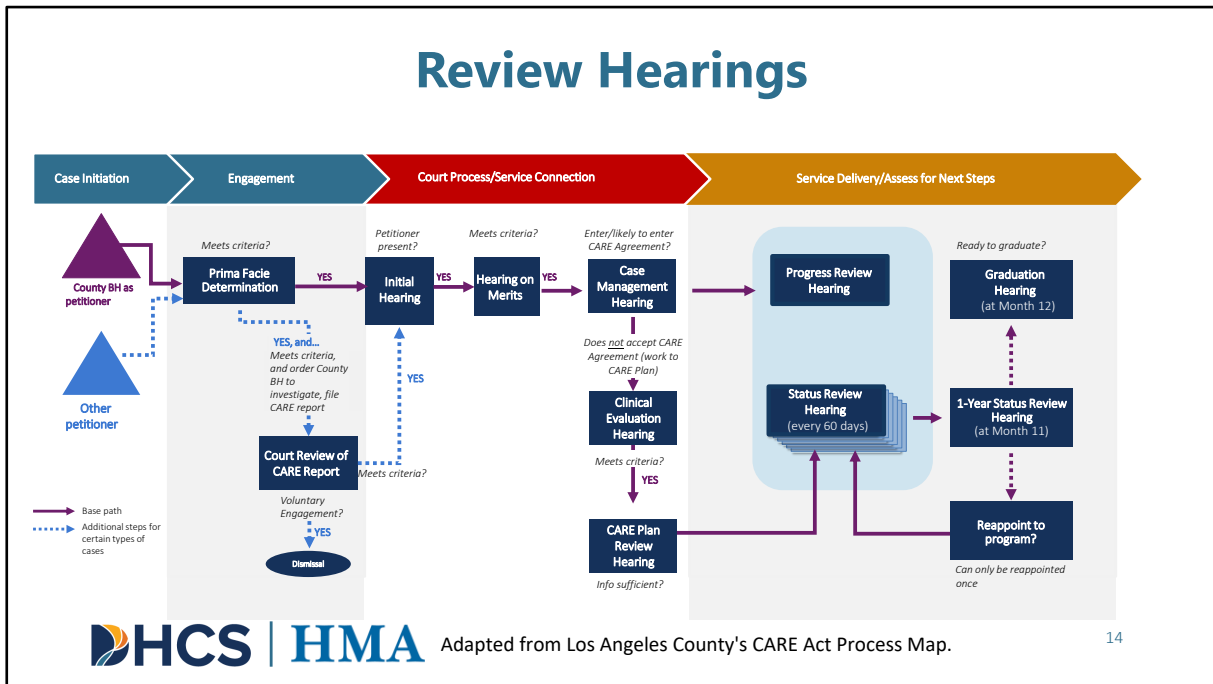 Review Hearings
Case Initiation
Engagement
Court Process/Service Connection
Service Delivery/Assess for Next Steps
County BH as
petitioner
Other
petitioner
Meets criteria?
Prima Facie
Determination
YES
YES, and...
Meets criteria,
and order County
BH to
investigate, file
CARE report
Court Review of
CARE Report
Meets criteria?
Voluntary
Engagement?
YES
Dismissal
YES
Petitioner
present?
Initial
Hearing
YES
Meets criteria?
Hearing on
Merits
YES
Enter/likely to enter
CARE Agreement?
Case
Management
Hearing
Does not accept CARE
Agreement (work to
CARE Plan)
Clinical
Evaluation
Hearing
Meets criteria?
YES
CARE Plan
Review
Hearing
Info sufficient?
Progress Review
Hearing
Status Review
Hearing
(every 60 days)
Ready to graduate?
Graduation
Hearing
(at Month 12)
1-Year Status Review
Hearing
(at Month 11)
Reappoint to
program?
Can only be reappointed
once
Base path
Additional steps for
certain types of
cases
DHCS | HMA
Adapted from Los Angeles County's CARE Act Process Map.
14